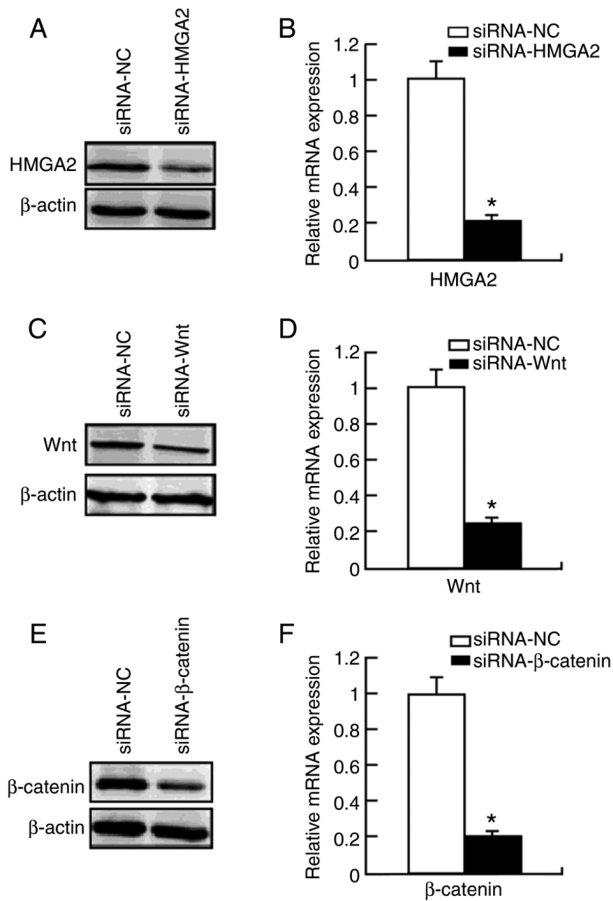 A
siRNA-NC
siRNA-HMGA2
HMGA2
β-actin
B
siRNA-NC
siRNA-HMGA2
Relative mRNA expression
1.2
1
0.8
0.6
0.4
0.2
0
*
HMGA2
C
siRNA-NC
siRNA-Wnt
Wnt
β-actin
D
siRNA-NC
siRNA-Wnt
Relative mRNA expression
1.2
1
0.8
0.6
0.4
0.2
0
*
Wnt
E
siRNA-NC
siRNA-β-catenin
β-catenin
β-actin
F
siRNA-NC
siRNA-β-catenin
Relative mRNA expression
1.2
1
0.8
0.6
0.4
0.2
0
*
β-catenin